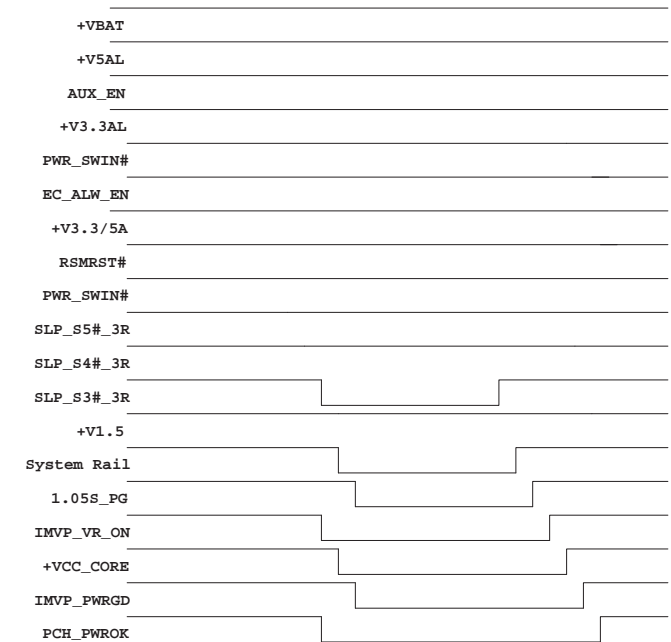 +VBAT
+V5AL
AUX_EN
+V3.3AL
PWR_SWIN#
EC_ALW_EN
+V3.3/5A
RSMRST#
PWR_SWIN#
SLP_S5#_3R
SLP_S4#_3R
SLP_S3#_3R
+V1.5
System Rail
1.05S_PG
IMVP_VR_ON
+VCC_CORE
IMVP_PWRGD
PCH_PWROK